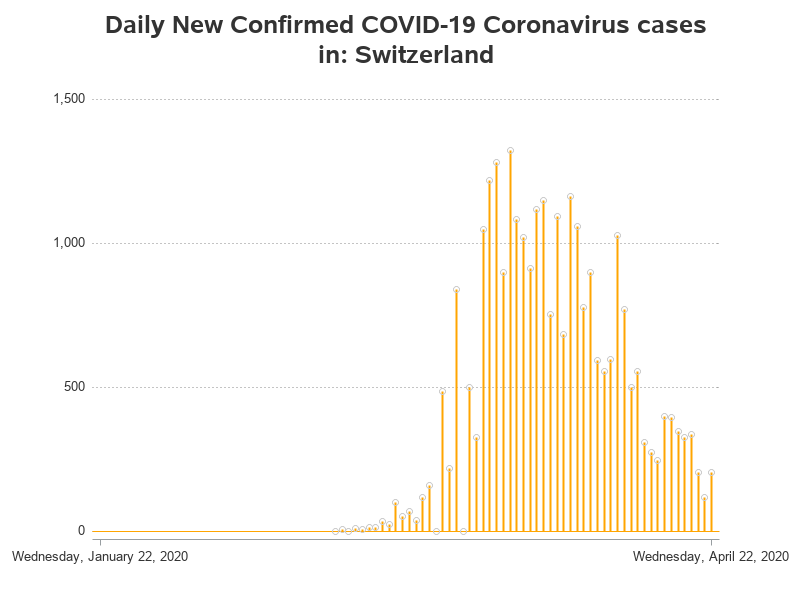 Daily New Confirmed COVID-19 Coronavirus cases
in: Switzerland
1,500
1,000
500
0
Wednesday, January 22, 2020
Wednesday, April 22, 2020